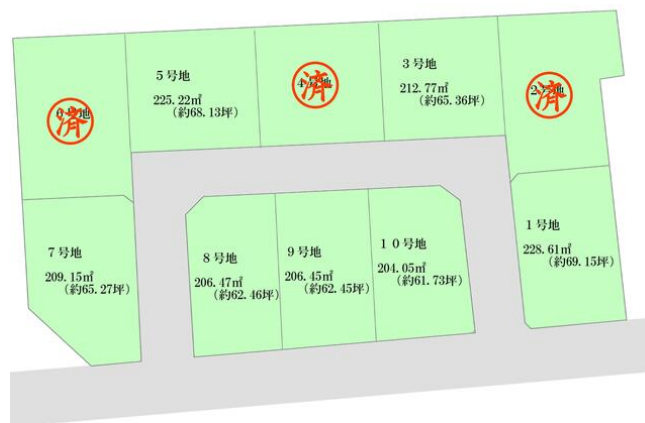 5号地
225.22㎡
(約68.13坪)
済
3号地
212.77㎡
(約65.36坪)
済
済
7号地
209.15㎡
(約65.27坪)
8号地
206.47㎡
(約62.46坪)
9号地
206.45㎡
(約62.45坪)
10号地
204.05㎡
(約61.73坪)
1号地
228.61㎡
(約69.15坪)